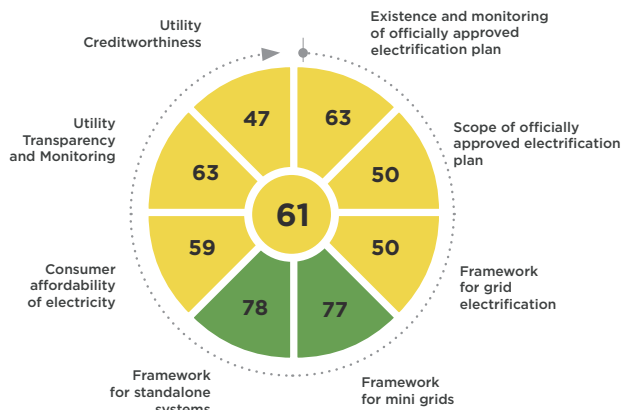 Existence and monitoring
of officially approved
electrification plan
63
Scope of officially
approved electrification
plan
50
Framework
for grid
electrification
50
Framework
for mini grids
77
Framework
for standalone
systems
78
Consumer
affordability
of electricity
59
Utility
Transparency
and Monitoring
63
Utility
Creditworthiness
47
61